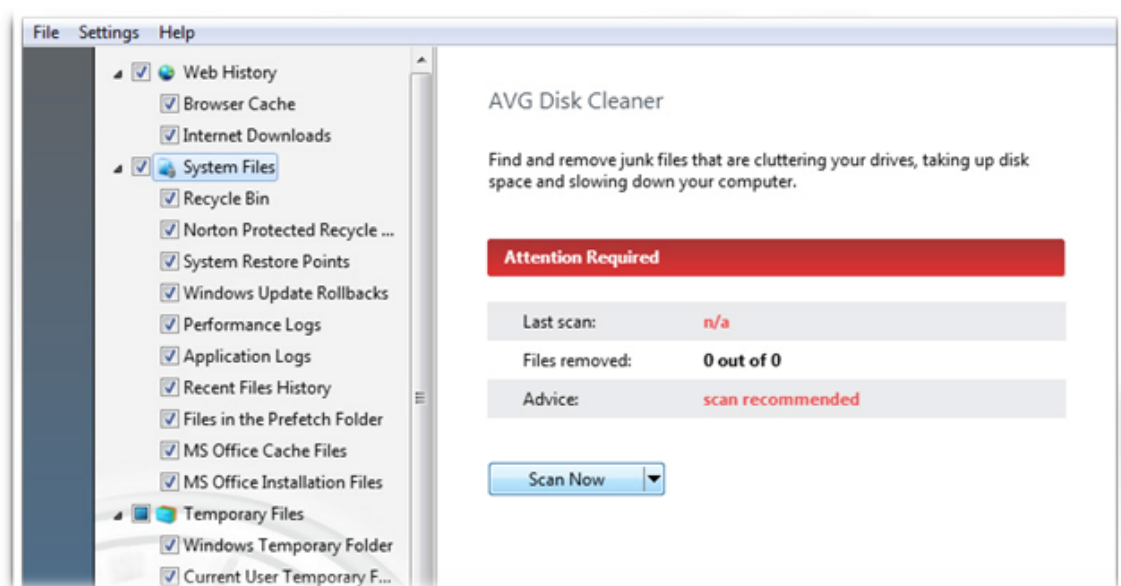 File Settings Help
Web History
Browser Cache
Internet Downloads
System Files
Recycle Bin
Norton Protected Recycle ...
System Restore Points
Windows Update Rollbacks
Performance Logs
Application Logs
Recent Files History
Files in the Prefetch Folder
MS Office Cache Files
MS Office Installation Files
Temporary Files
Windows Temporary Folder
Current User Temporary F...
AVG Disk Cleaner
Find and remove junk files that are cluttering your drives, taking up disk
space and slowing down your computer.
Attention Required
Last scan: n/a
Files removed: 0 out of 0
Advice: scan recommended
Scan Now